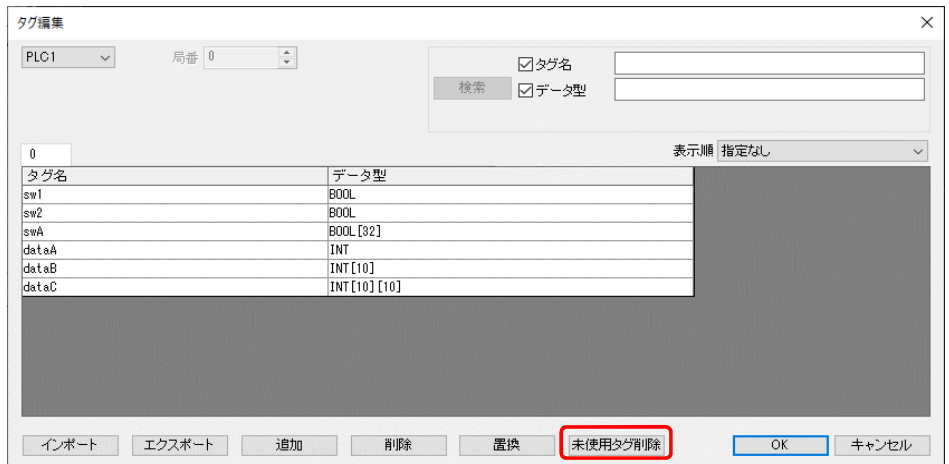 タグ編集
PLC1 局番 0
タグ名
検索 データ型
0 表示順 指定なし
タグ名 データ型
sw1 BOOL
sw2 BOOL
swA BOOL[32]
dataA INT
dataB INT[10]
dataC INT[10][10]
インポート エクスポート 追加 削除 置換 未使用タグ削除 OK キャンセル